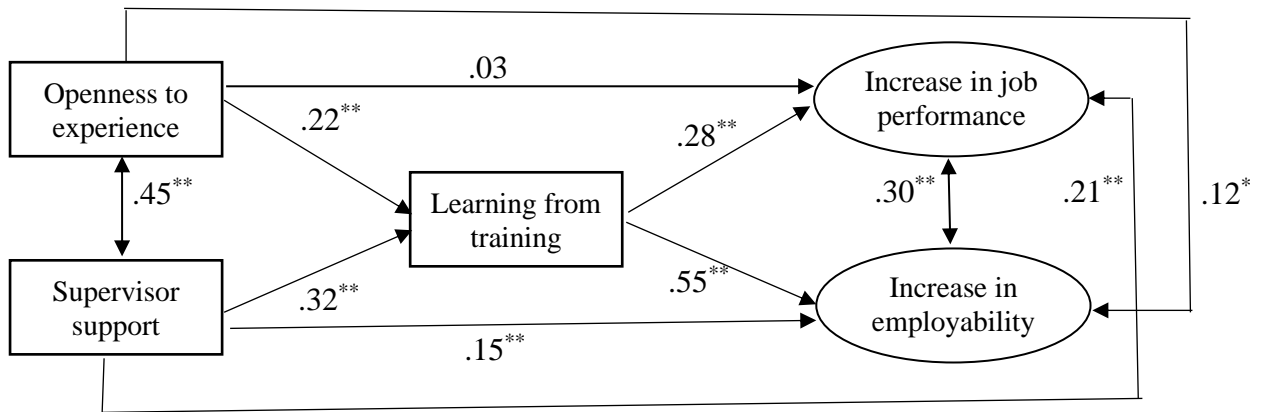 Openness to
experience
.03
Increase in job
performance
.22**
.28**
.45**
Learning from
training
.30**
.21**
.12*
Supervisor
support
.32**
.55**
Increase in
employability
.15**